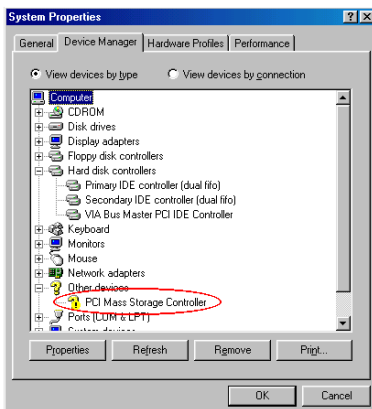 System Properties
General Device Manager Hardware Profiles Performance
View devices by type View devices by connection
Computer
CDROM
Disk drives
Display adapters
Floppy disk controllers
Hard disk controllers
Primary IDE controller (dual fifo)
Secondary IDE controller (dual fifo)
VIA Bus Master PCI IDE Controller
Keyboard
Monitors
Mouse
Network adapters
Other devices
PCI Mass Storage Controller
Ports (COM & LPT)
System devices
Properties Refresh Remove Print...
OK Cancel